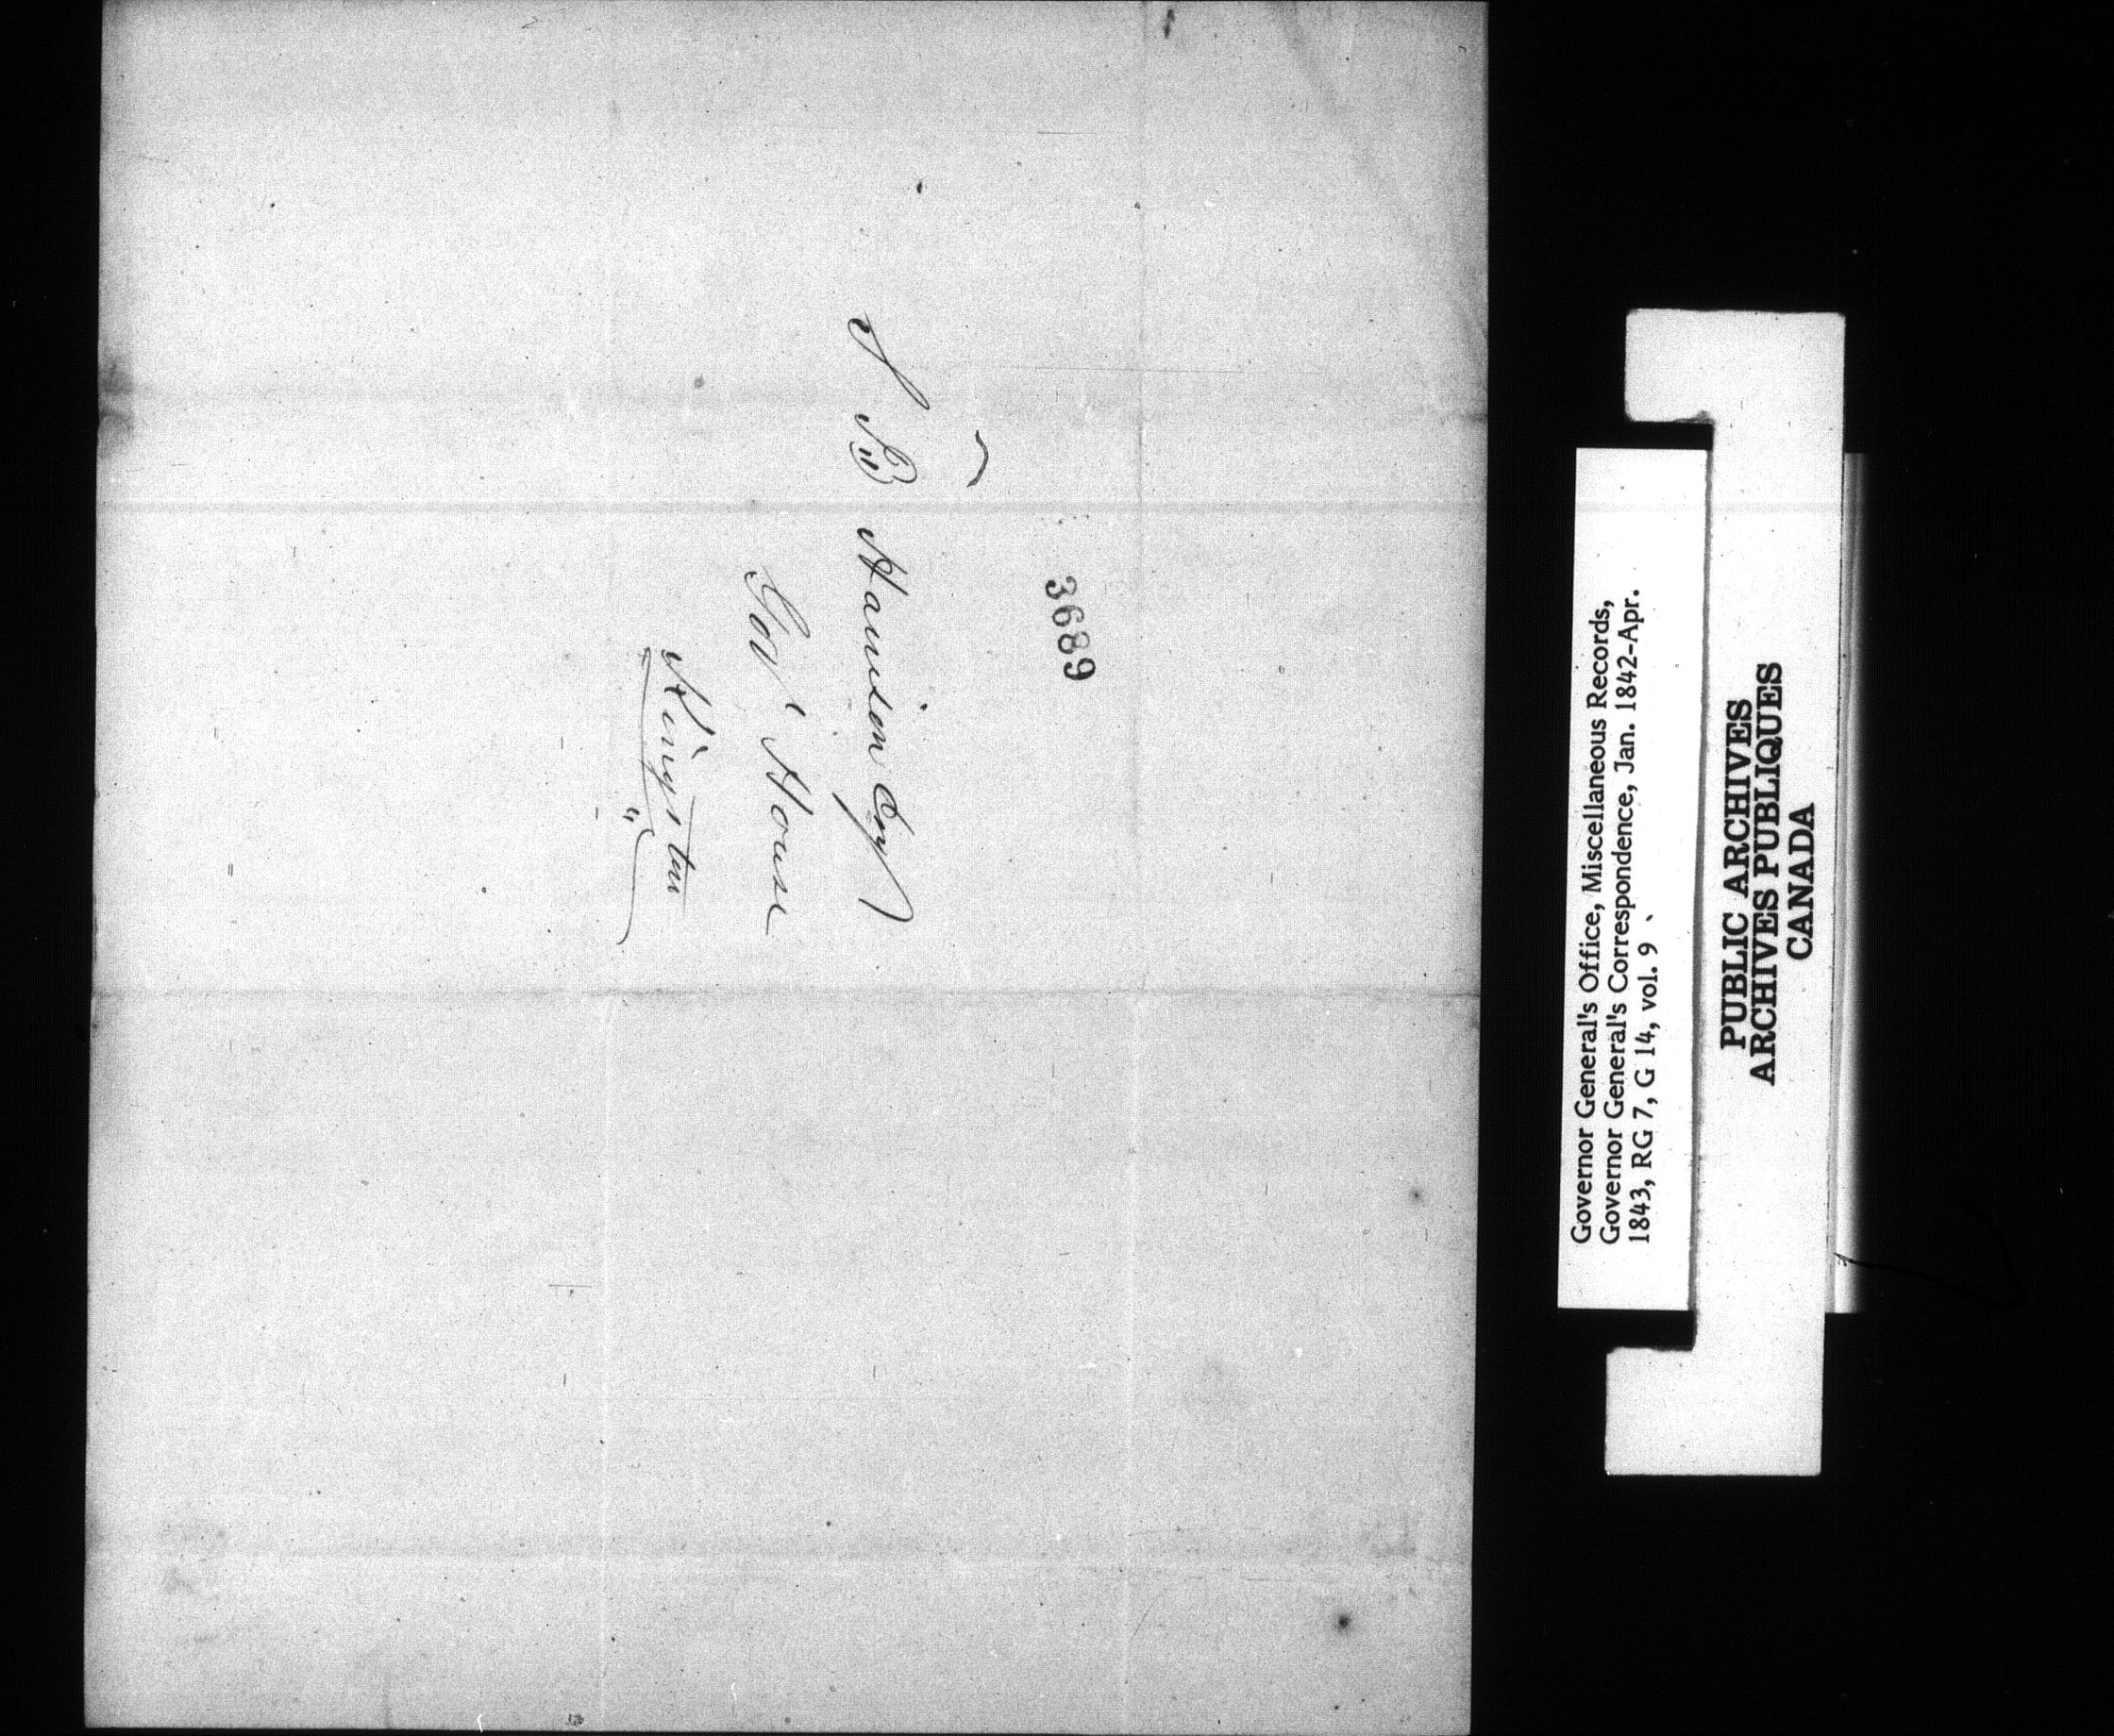 3689
S B Harrison Esq
Govt House
Kingston
Governor General's Office, Miscellaneous Records,
Governor General's Correspondence, Jan. 1842-Apr.
1843, RG 7, G 14, vol. 9
PUBLIC ARCHIVES
ARCHIVES PUBLIQUES
CANADA